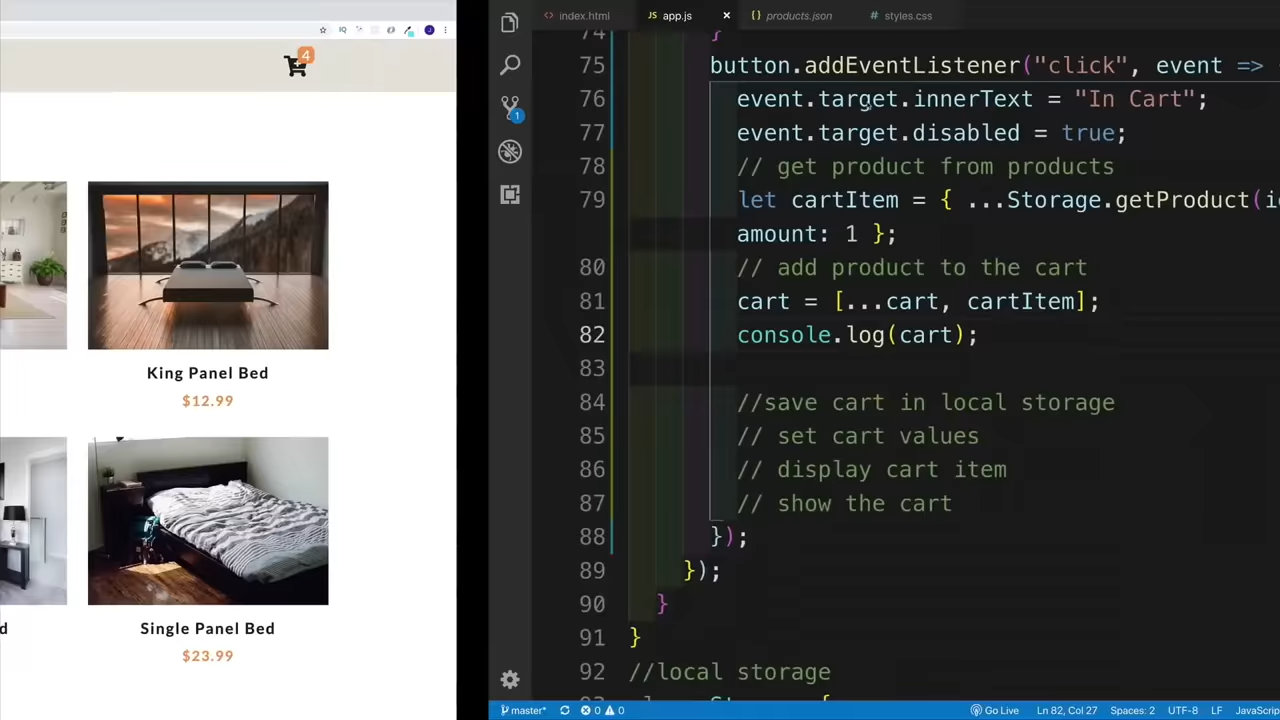 4
King Panel Bed
$12.99
Single Panel Bed
$23.99
index.html
JS app.js ×
{} products.json
styles.css
75 button.addEventListener("click", event =>
76 event.target.innerText = "In Cart";
77 event.target.disabled = true;
78 // get product from products
79 let cartItem = { ...Storage.getProduct(
amount: 1 };
80 // add product to the cart
81 cart = [...cart, cartItem];
82 console.log(cart);
83
84 //save cart in local storage
85 // set cart values
86 // display cart item
87 // show the cart
88 });
89 });
90 }
91 }
92 //local storage
1
master* 0 0 Go Live Ln 82, Col 27 Spaces: 2 UTF-8 LF